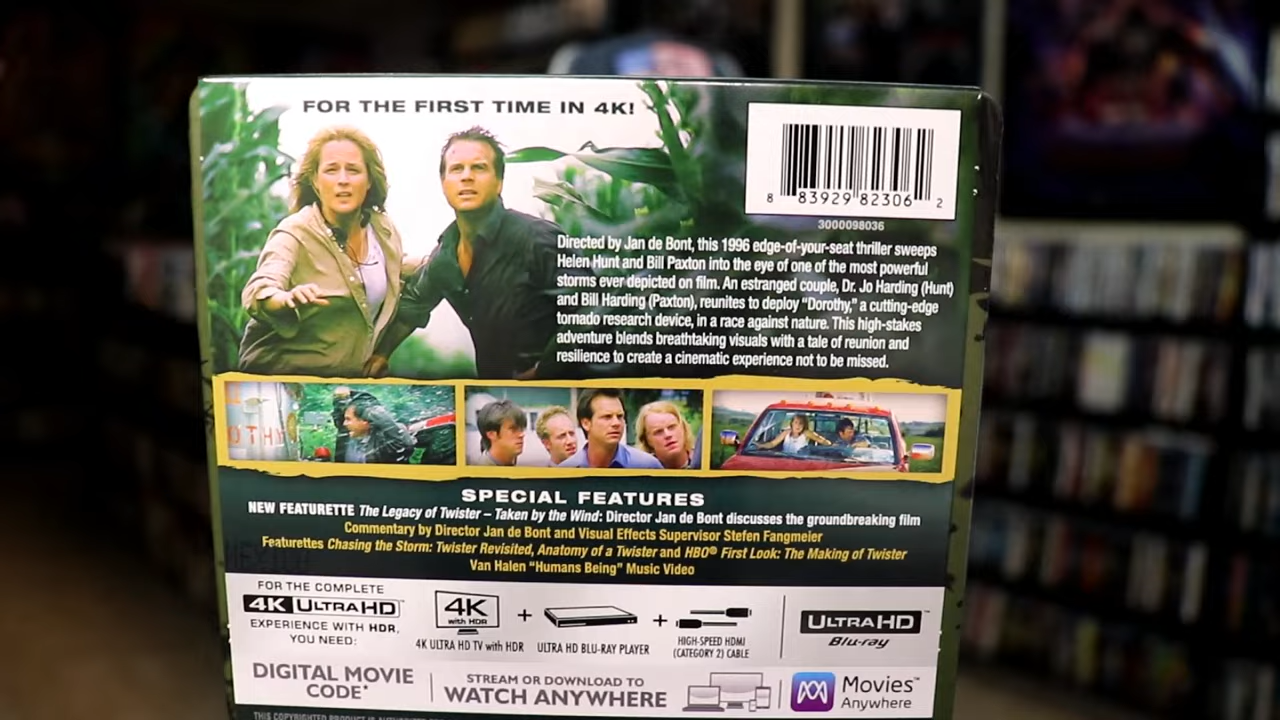 FOR THE FIRST TIME IN 4K!
8 83929 82306 2
3000098036
Directed by Jan de Bont, this 1996 edge-of-your-seat thriller sweeps
Helen Hunt and Bill Paxton into the eye of one of the most powerful
storms ever depicted on film. An estranged couple, Dr. Jo Harding (Hunt)
and Bill Harding (Paxton), reunites to deploy “Dorothy,” a cutting-edge
tornado research device, in a race against nature. This high-stakes
adventure blends breathtaking visuals with a tale of reunion and
resilience to create a cinematic experience not to be missed.
OTHY
SPECIAL FEATURES
NEW FEATURETTE The Legacy of Twister – Taken by the Wind: Director Jan de Bont discusses the groundbreaking film
Commentary by Director Jan de Bont and Visual Effects Supervisor Stefen Fangmeier
Featurettes Chasing the Storm: Twister Revisited, Anatomy of a Twister and HBO® First Look: The Making of Twister
Van Halen “Humans Being” Music Video
FOR THE COMPLETE
4K ULTRA HD™
EXPERIENCE WITH HDR,
YOU NEED:
4K
with HDR
4K ULTRA HD TV with HDR
+
ULTRA HD BLU-RAY PLAYER
+
HIGH-SPEED HDMI
(CATEGORY 2) CABLE
ULTRA HD™
Blu-ray
DIGITAL MOVIE
CODE*
STREAM OR DOWNLOAD TO
WATCH ANYWHERE
Movies™
Anywhere
THIS COPYRIGHTED PRODUCT IS AUTHORIZED